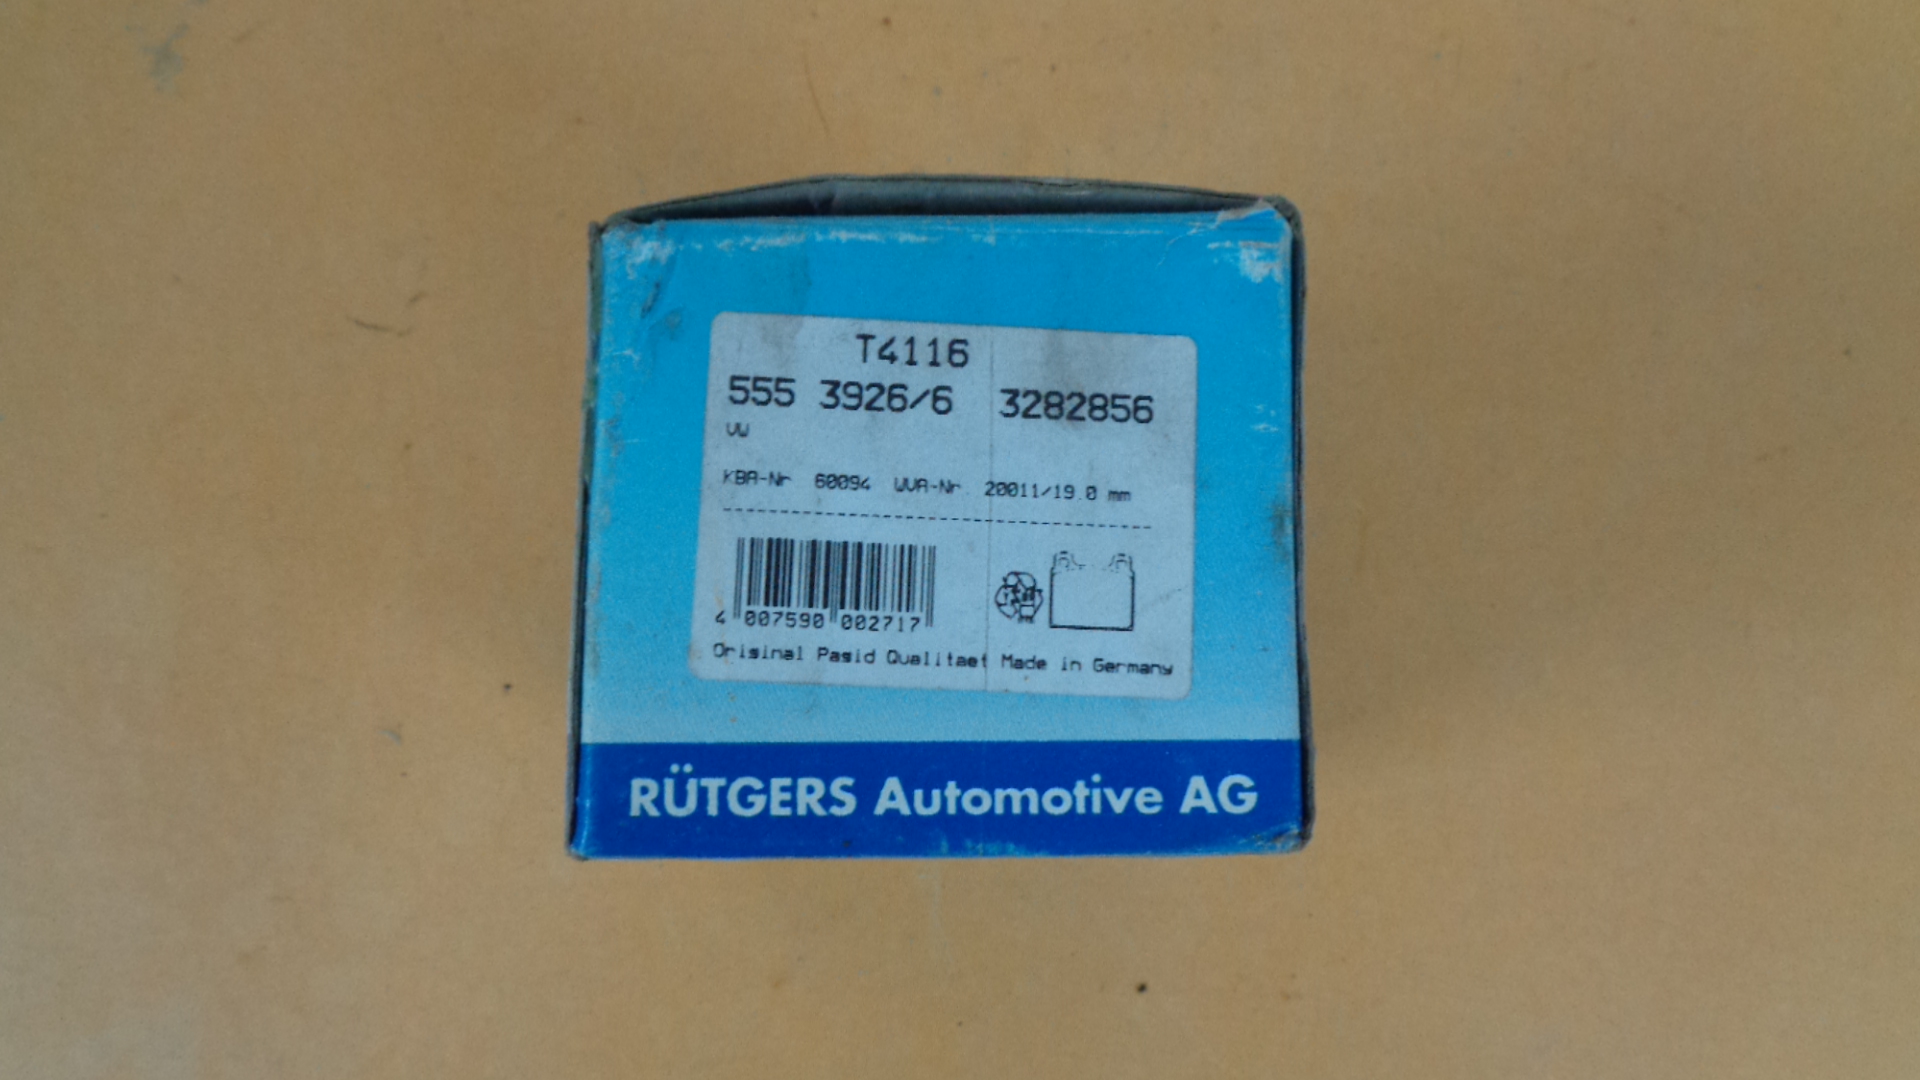 T4116
555 3926/6 3282856
VW
KBA-Nr 60094 WVA-Nr. 20011/19.0 mm
4 007590 002717
Original Pagid Qualitaet Made in Germany
RÜTGERS Automotive AG